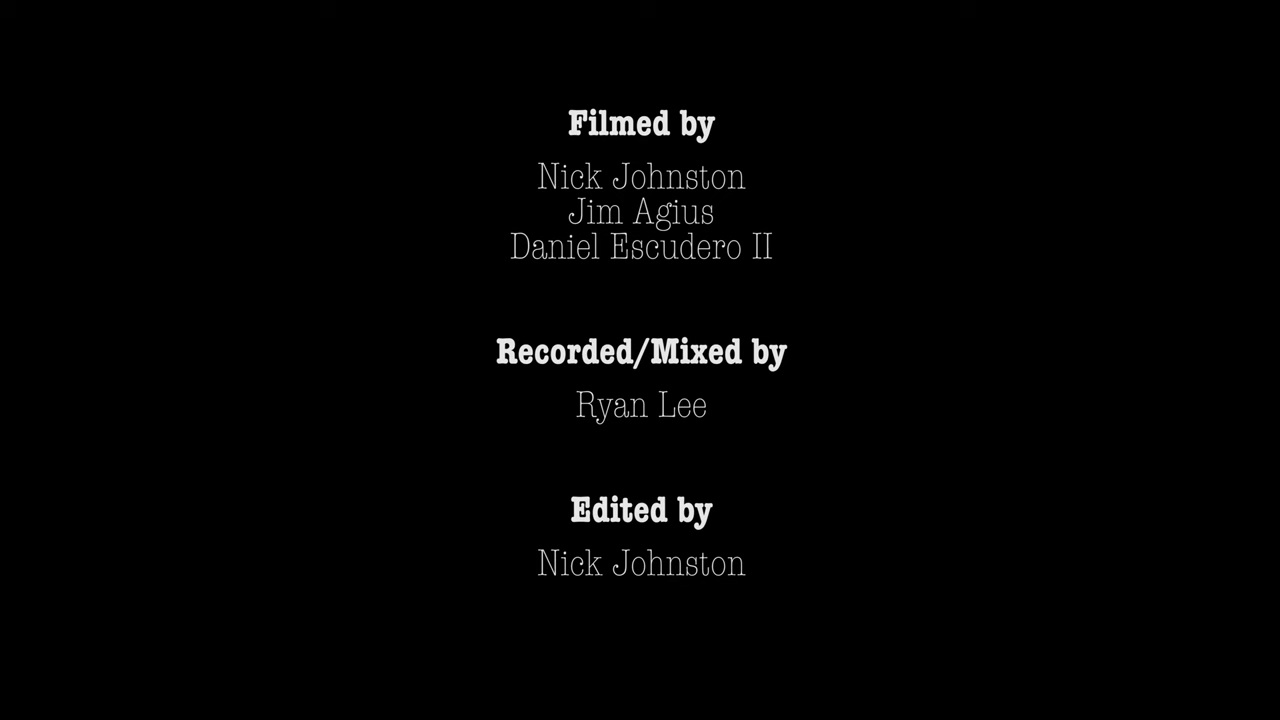 Filmed by
Nick Johnston
Jim Agius
Daniel Escudero II
Recorded/Mixed by
Ryan Lee
Edited by
Nick Johnston